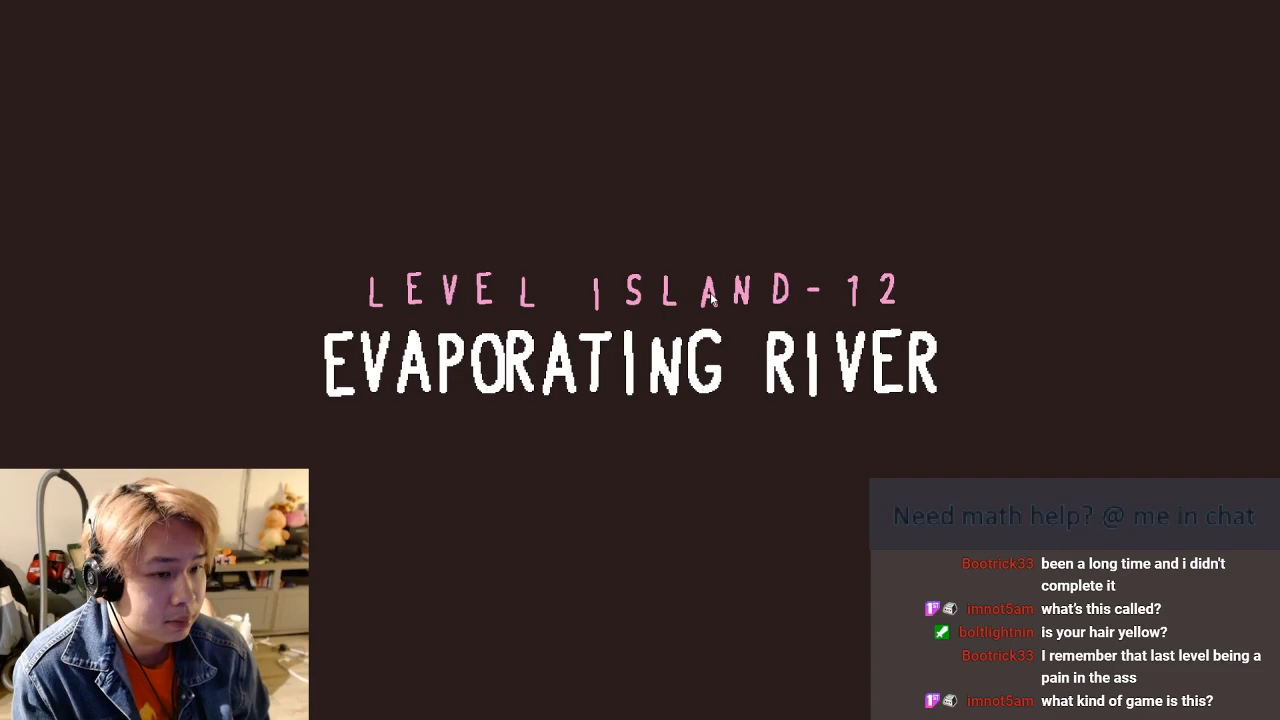 LEVEL ISLAND-12
EVAPORATING RIVER
Need math help? @ me in chat
Bootrick33 been a long time and i didn't
complete it
imnot5am what's this called?
boltlightnin is your hair yellow?
Bootrick33 I remember that last level being a
pain in the ass
imnot5am what kind of game is this?